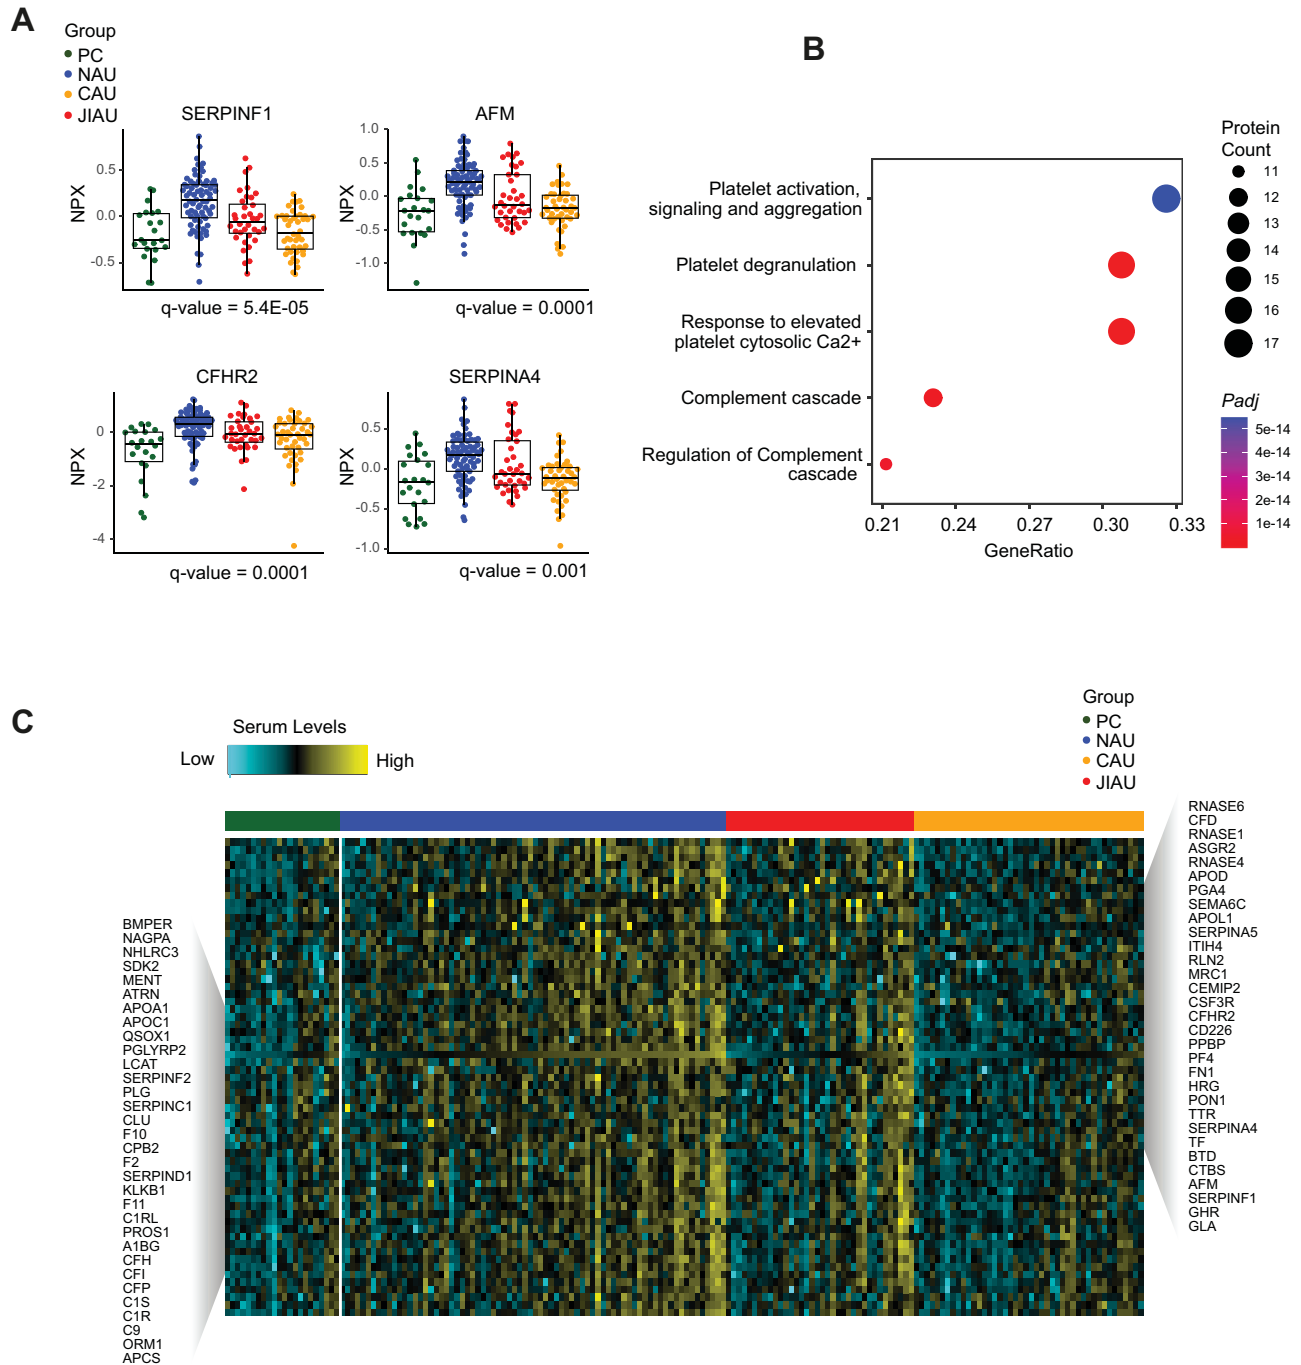 A
Group
PC
NAU
CAU
JIAU
SERPINF1
NPX
0.5
0.0
-0.5
q-value = 5.4E-05
AFM
NPX
1.0
0.5
0.0
-0.5
-1.0
q-value = 0.0001
CFHR2
NPX
0
-2
-4
q-value = 0.0001
SERPINA4
NPX
0.5
0.0
-0.5
-1.0
q-value = 0.001
B
Platelet activation,
signaling and aggregation
Platelet degranulation
Response to elevated
platelet cytosolic Ca2+
Complement cascade
Regulation of Complement
cascade
0.21
0.24
0.27
0.30
0.33
GeneRatio
Protein
Count
11
12
13
14
15
16
17
Padj
5e-14
4e-14
3e-14
2e-14
1e-14
C
Serum Levels
Low
High
Group
PC
NAU
CAU
JIAU
BMPER
NAGPA
NHLRC3
SDK2
MENT
ATRN
APOA1
APOC1
QSOX1
PGLYRP2
LCAT
SERPINF2
PLG
SERPINC1
CLU
F10
CPB2
F2
SERPIND1
KLKB1
F11
C1RL
PROS1
A1BG
CFH
CFI
CFP
C1S
C1R
C9
ORM1
APCS
RNASE6
CFD
RNASE1
ASGR2
RNASE4
APOD
PGA4
SEMA6C
APOL1
SERPINA5
ITIH4
RLN2
MRC1
CEMIP2
CSF3R
CFHR2
CD226
PPBP
PF4
FN1
HRG
PON1
TTR
SERPINA4
TF
BTD
CTBS
AFM
SERPINF1
GHR
GLA